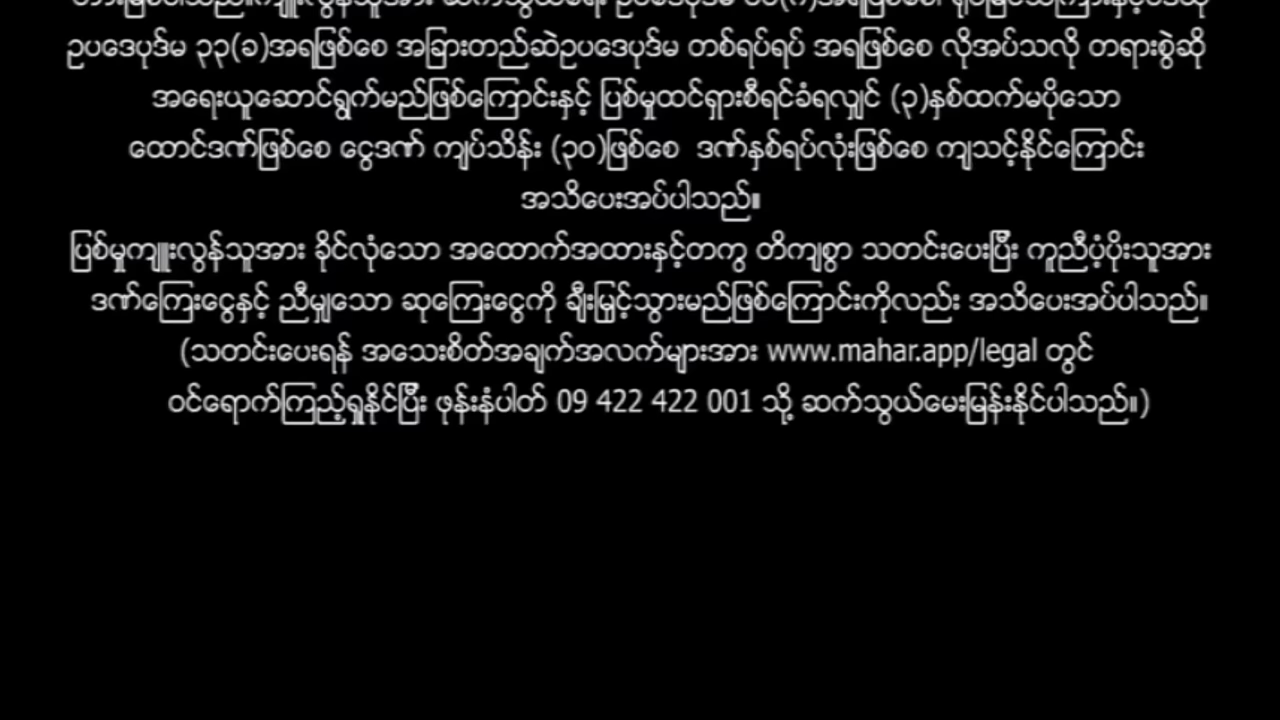 ဥပဒေပုဒ်မ ၃၃(ခ)အရဖြစ်စေ အခြားတည်ဆဲဥပဒေပုဒ်မ တစ်ရပ်ရပ် အရဖြစ်စေ လိုအပ်သလို တရားစွဲဆို
အရေးယူဆောင်ရွက်မည်ဖြစ်ကြောင်းနှင့် ပြစ်မှုထင်ရှားစီရင်ခံရလျှင် (၃)နှစ်ထက်မပိုသော
ထောင်ဒဏ်ဖြစ်စေ ငွေဒဏ် ကျပ်သိန်း (၃၀)ဖြစ်စေ ဒဏ်နှစ်ရပ်လုံးဖြစ်စေ ကျသင့်နိုင်ကြောင်း
အသိပေးအပ်ပါသည်။
ပြစ်မှုကျူးလွန်သူအား ခိုင်လုံသော အထောက်အထားနှင့်တကွ တိကျစွာ သတင်းပေးပြီး ကူညီပံ့ပိုးသူအား
ဒဏ်ကြေးငွေနှင့် ညီမျှသော ဆုကြေးငွေကို ချီးမြှင့်သွားမည်ဖြစ်ကြောင်းကိုလည်း အသိပေးအပ်ပါသည်။
(သတင်းပေးရန် အသေးစိတ်အချက်အလက်များအား www.mahar.app/legal တွင်
ဝင်ရောက်ကြည့်ရှုနိုင်ပြီး ဖုန်းနံပါတ် 09 422 422 001 သို့ ဆက်သွယ်မေးမြန်းနိုင်ပါသည်။)